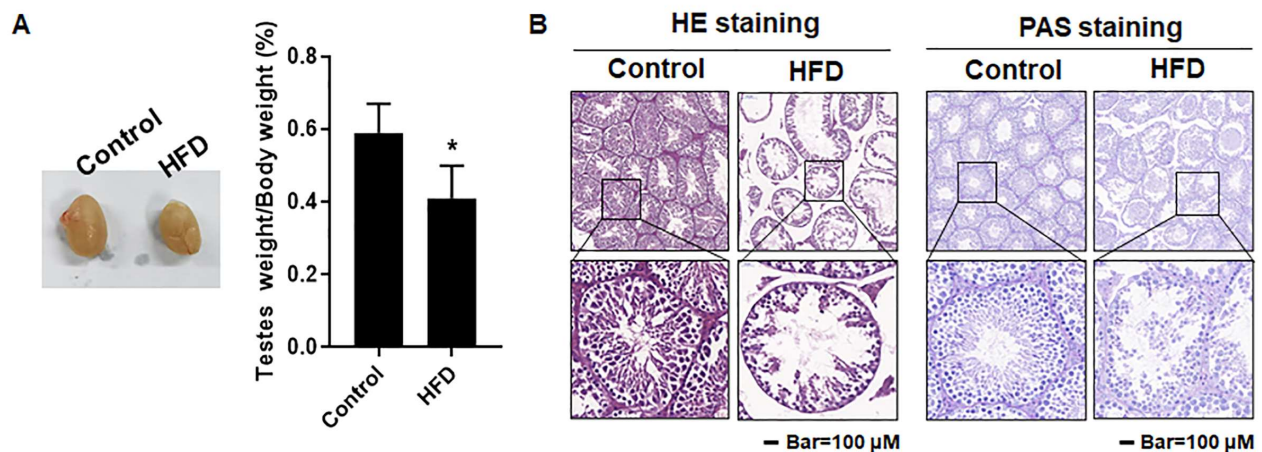 A
Control
HFD
Testes weight/Body weight (%)
0.8
0.6
0.4
0.2
0.0
*
Control
HFD
B
HE staining
Control
HFD
Bar=100 µM
PAS staining
Control
HFD
Bar=100 µM